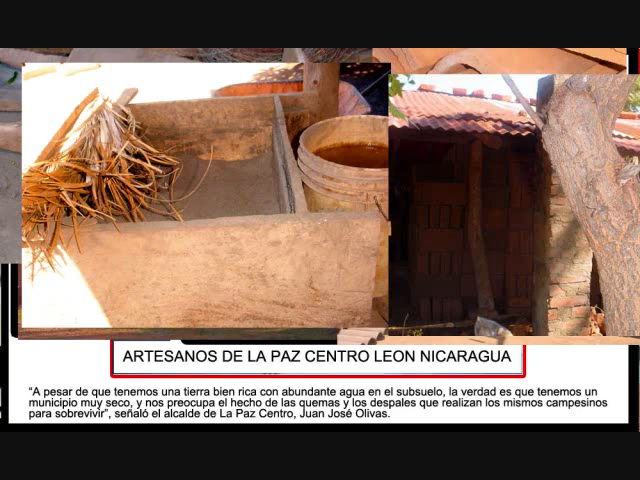 ARTESANOS DE LA PAZ CENTRO LEON NICARAGUA
“A pesar de que tenemos una tierra bien rica con abundante agua en el subsuelo, la verdad es que tenemos un
municipio muy seco, y nos preocupa el hecho de las quemas y los despales que realizan los mismos campesinos
para sobrevivir”, señaló el alcalde de La Paz Centro, Juan José Olivas.